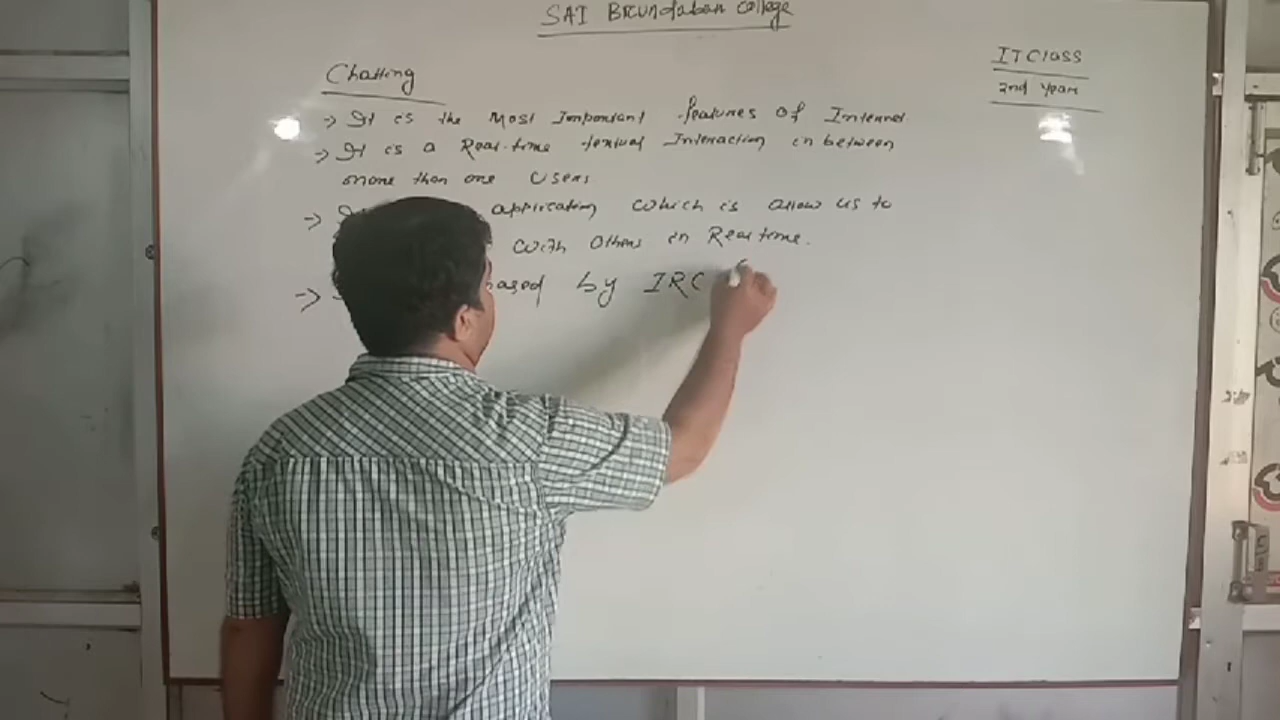 SAI Brundaban College
IT Class
2nd Year
Chatting
-> It is the Most Important features of Internet
-> It is a Real-time textual Interaction in between
more than one Users
-> application which is allow us to
with Others in Real time.
-> based by IRC